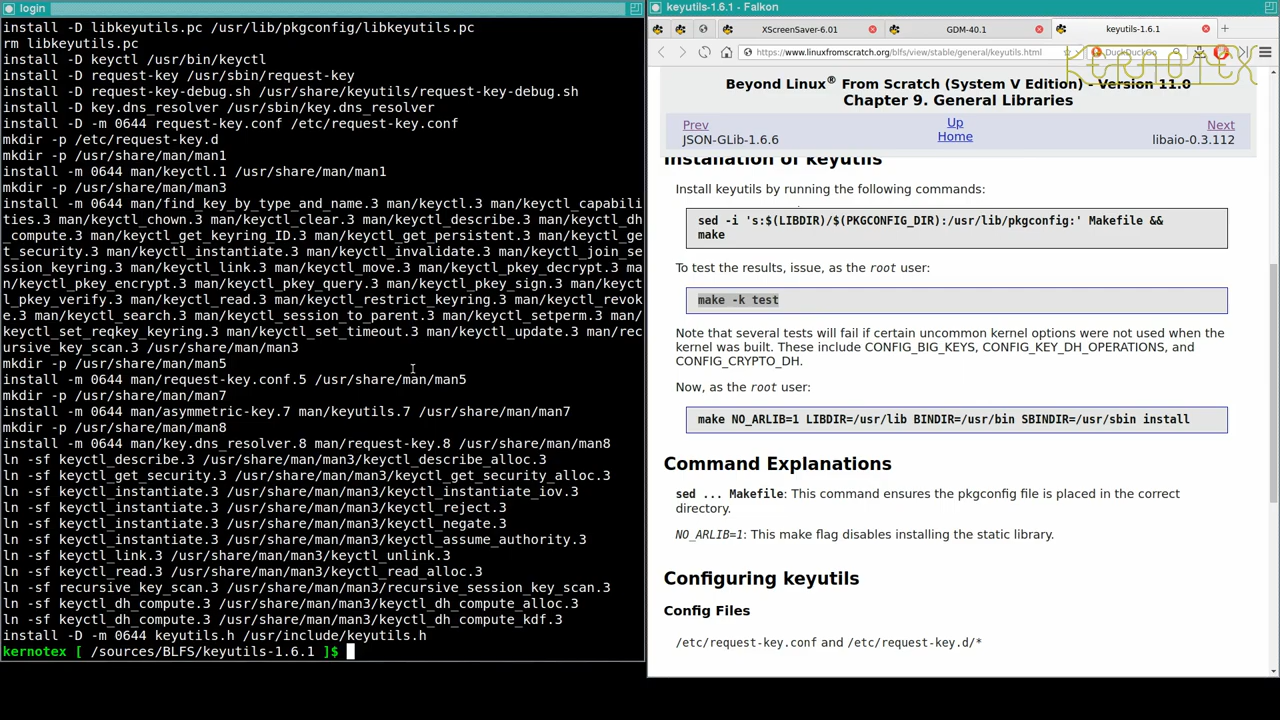 login
install -D libkeyutils.pc /usr/lib/pkgconfig/libkeyutils.pc
rm libkeyutils.pc
install -D keyctl /usr/bin/keyctl
install -D request-key /usr/sbin/request-key
install -D request-key-debug.sh /usr/share/keyutils/request-key-debug.sh
install -D key.dns_resolver /usr/sbin/key.dns_resolver
install -D -m 0644 request-key.conf /etc/request-key.conf
mkdir -p /etc/request-key.d
mkdir -p /usr/share/man/man1
install -m 0644 man/keyctl.1 /usr/share/man/man1
mkdir -p /usr/share/man/man3
install -m 0644 man/find_key_by_type_and_name.3 man/keyctl.3 man/keyctl_capabili
ties.3 man/keyctl_chown.3 man/keyctl_clear.3 man/keyctl_describe.3 man/keyctl_dh
_compute.3 man/keyctl_get_keyring_ID.3 man/keyctl_get_persistent.3 man/keyctl_ge
t_security.3 man/keyctl_instantiate.3 man/keyctl_invalidate.3 man/keyctl_join_se
ssion_keyring.3 man/keyctl_link.3 man/keyctl_move.3 man/keyctl_pkey_decrypt.3 ma
n/keyctl_pkey_encrypt.3 man/keyctl_pkey_query.3 man/keyctl_pkey_sign.3 man/keyct
l_pkey_verify.3 man/keyctl_read.3 man/keyctl_restrict_keyring.3 man/keyctl_revok
e.3 man/keyctl_search.3 man/keyctl_session_to_parent.3 man/keyctl_setperm.3 man/
keyctl_set_reqkey_keyring.3 man/keyctl_set_timeout.3 man/keyctl_update.3 man/rec
ursive_key_scan.3 /usr/share/man/man3
mkdir -p /usr/share/man/man5
install -m 0644 man/request-key.conf.5 /usr/share/man/man5
mkdir -p /usr/share/man/man7
install -m 0644 man/asymmetric-key.7 man/keyutils.7 /usr/share/man/man7
mkdir -p /usr/share/man/man8
install -m 0644 man/key.dns_resolver.8 man/request-key.8 /usr/share/man/man8
ln -sf keyctl_describe.3 /usr/share/man/man3/keyctl_describe_alloc.3
ln -sf keyctl_get_security.3 /usr/share/man/man3/keyctl_get_security_alloc.3
ln -sf keyctl_instantiate.3 /usr/share/man/man3/keyctl_instantiate_iov.3
ln -sf keyctl_instantiate.3 /usr/share/man/man3/keyctl_reject.3
ln -sf keyctl_instantiate.3 /usr/share/man/man3/keyctl_negate.3
ln -sf keyctl_instantiate.3 /usr/share/man/man3/keyctl_assume_authority.3
ln -sf keyctl_link.3 /usr/share/man/man3/keyctl_unlink.3
ln -sf keyctl_read.3 /usr/share/man/man3/keyctl_read_alloc.3
ln -sf recursive_key_scan.3 /usr/share/man/man3/recursive_session_key_scan.3
ln -sf keyctl_dh_compute.3 /usr/share/man/man3/keyctl_dh_compute_alloc.3
ln -sf keyctl_dh_compute.3 /usr/share/man/man3/keyctl_dh_compute_kdf.3
install -D -m 0644 keyutils.h /usr/include/keyutils.h
kernotex [ /sources/BLFS/keyutils-1.6.1 ]$
keyutils-1.6.1 - Falkon
XScreenSaver-6.01 GDM-40.1 keyutils-1.6.1
https://www.linuxfromscratch.org/blfs/view/stable/general/keyutils.html DuckDuckGo
KERNOTEX
Beyond Linux® From Scratch (System V Edition) - Version 11.0
Chapter 9. General Libraries
Prev Up Next
JSON-GLib-1.6.6 Home libaio-0.3.112
Installation of keyutils
Install keyutils by running the following commands:
sed -i 's:$(LIBDIR)/$(PKGCONFIG_DIR):/usr/lib/pkgconfig:' Makefile &&
make
To test the results, issue, as the root user:
make -k test
Note that several tests will fail if certain uncommon kernel options were not used when the
kernel was built. These include CONFIG_BIG_KEYS, CONFIG_KEY_DH_OPERATIONS, and
CONFIG_CRYPTO_DH.
Now, as the root user:
make NO_ARLIB=1 LIBDIR=/usr/lib BINDIR=/usr/bin SBINDIR=/usr/sbin install
Command Explanations
sed ... Makefile: This command ensures the pkgconfig file is placed in the correct
directory.
NO_ARLIB=1: This make flag disables installing the static library.
Configuring keyutils
Config Files
/etc/request-key.conf and /etc/request-key.d/*